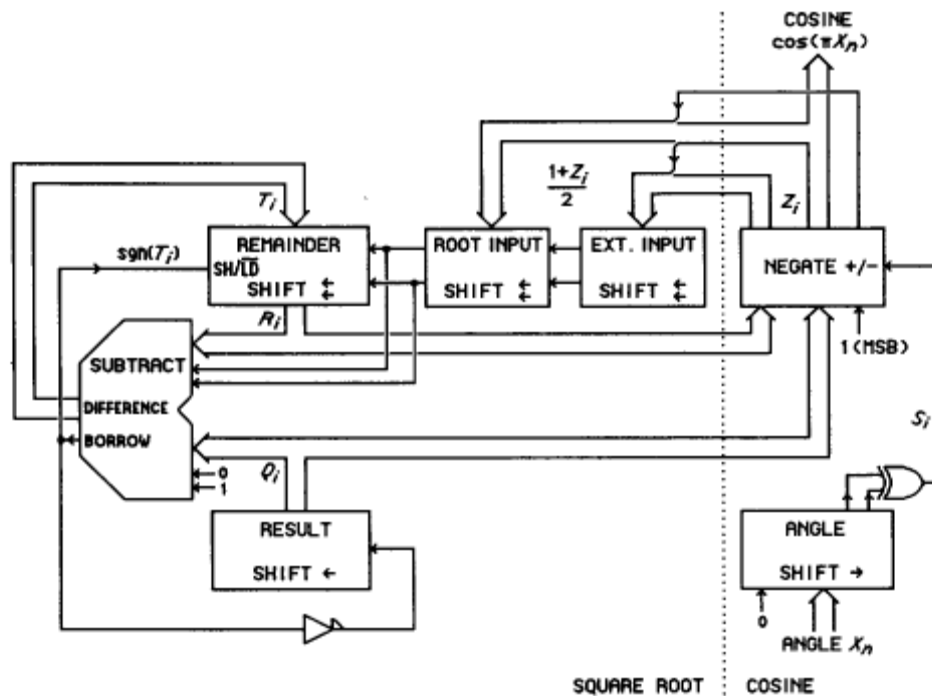 COSINE
cos(πXn)
1+Zi
2
Ti
Zi
sgn(Ti)
REMAINDER
SH/L̅D̅
SHIFT ←←
ROOT INPUT
SHIFT ←←
EXT. INPUT
SHIFT ←←
NEGATE +/-
Ri
1(MSB)
SUBTRACT
DIFFERENCE
BORROW
Si
Qi
0
1
RESULT
SHIFT ←
ANGLE
SHIFT →
0
ANGLE Xn
SQUARE ROOT
COSINE